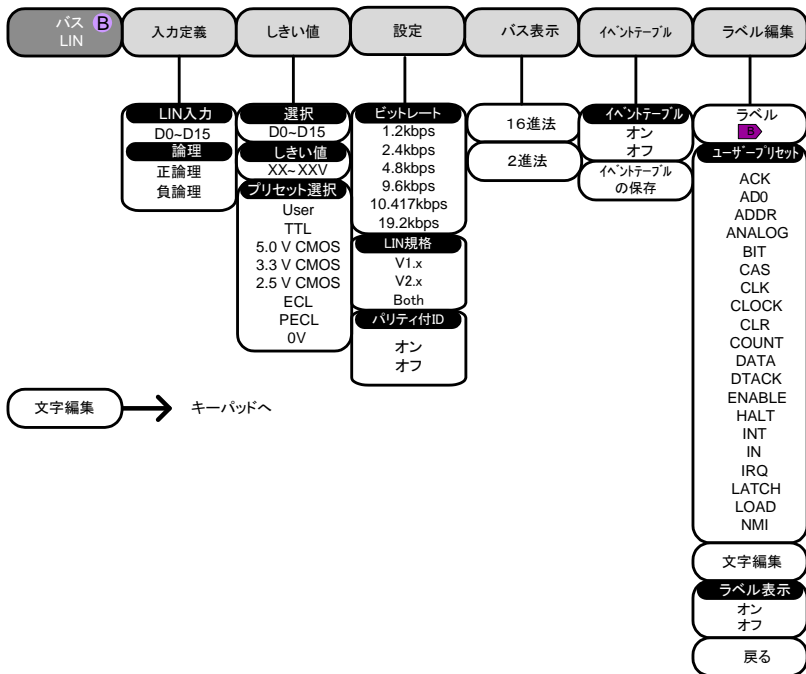 バス B
LIN
入力定義
しきい値
設定
バス表示
イベントテーブル
ラベル編集
LIN入力
D0~D15
論理
正論理
負論理
選択
D0~D15
しきい値
XX~XXV
プリセット選択
User
TTL
5.0 V CMOS
3.3 V CMOS
2.5 V CMOS
ECL
PECL
0V
ビットレート
1.2kbps
2.4kbps
4.8kbps
9.6kbps
10.417kbps
19.2kbps
LIN規格
V1.x
V2.x
Both
パリティ付ID
オン
オフ
16進法
2進法
イベントテーブル
オン
オフ
イベントテーブル
の保存
ラベル
B
ユーザープリセット
ACK
AD0
ADDR
ANALOG
BIT
CAS
CLK
CLOCK
CLR
COUNT
DATA
DTACK
ENABLE
HALT
INT
IN
IRQ
LATCH
LOAD
NMI
文字編集
ラベル表示
オン
オフ
戻る
文字編集 → キーパッドへ